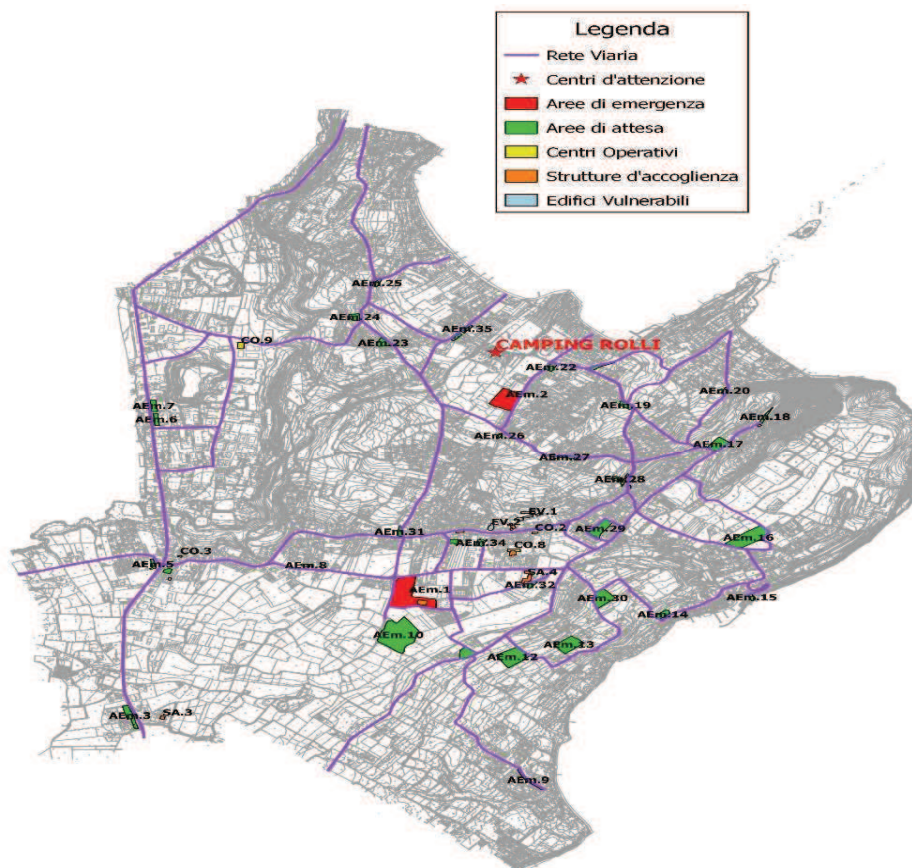 Legenda
Rete Viaria
Centri d'attenzione
Aree di emergenza
Aree di attesa
Centri Operativi
Strutture d'accoglienza
Edifici Vulnerabili
AEm.25
AEm.24
AEm.35
CO.9
AEm.23
CAMPING ROLLI
AEm.22
AEm.2
AEm.20
AEm.7
AEm.19
AEm.6
AEm.18
AEm.26
AEm.17
AEm.27
AEm.28
EV.1
EV.2
CO.2
AEm.29
AEm.31
AEm.16
AEm.34
CO.8
CO.3
AEm.5
AEm.8
SA.4
AEm.32
AEm.1
AEm.30
AEm.15
AEm.14
AEm.10
AEm.13
AEm.12
AEm.3
SA.3
AEm.9